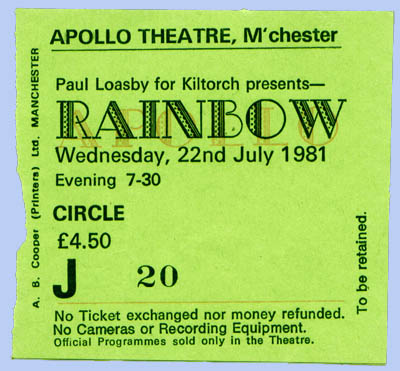 APOLLO THEATRE, M'chester
Paul Loasby for Kiltorch presents—
RAINBOW
APOLLO
Wednesday, 22nd July 1981
Evening 7-30
CIRCLE
£4.50
J 20
No Ticket exchanged nor money refunded.
No Cameras or Recording Equipment.
Official Programmes sold only in the Theatre.
A. B. Cooper (Printers) Ltd. MANCHESTER
To be retained.